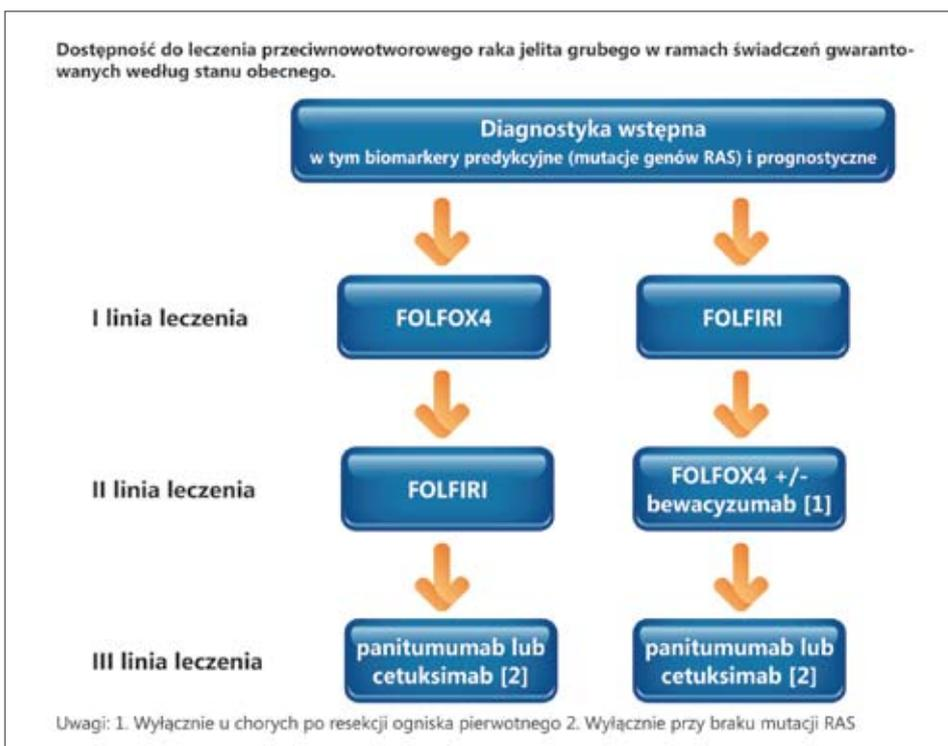 Dostępność do leczenia przeciwnowotworowego raka jelita grubego w ramach świadczeń gwaranto-
wanych według stanu obecnego.
Diagnostyka wstępna
w tym biomarkery predykcyjne (mutacje genów RAS) i prognostyczne
I linia leczenia
FOLFOX4
FOLFIRI
II linia leczenia
FOLFIRI
FOLFOX4 +/-
bewacyzumab [1]
III linia leczenia
panitumumab lub
cetuksimab [2]
panitumumab lub
cetuksimab [2]
Uwagi: 1. Wyłącznie u chorych po resekcji ogniska pierwotnego 2. Wyłącznie przy braku mutacji RAS